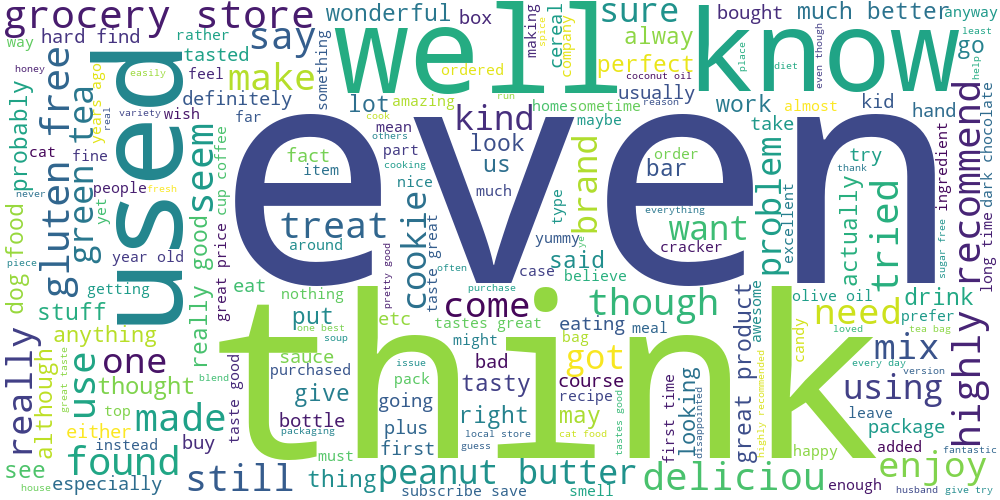 grocery store
wonderful
box
well
sure
know
bought
much better
anyway
least
way
hard find
rather
say
something
making
spice
cereal
company
alway
place
even though
go
help
used
tasted
ordered
perfect
coconut oil
diet
honey
easily
feel
make
lot
amazing
run
usually
reason
work
almost
kid
hand
years ago
real
variety
wish
definitely
far
cook
home
sometime
maybe
take
probably
gluten free
green tea
seem
mean
kind
brand
problem
ingredient
recommend
dark chocolate
long time
cat
fine
others
part
look
us
type
order
bar
excellent
try
thank
never
people
yet
fresh
cup coffee
fact
item
cooking
nice
much
even
want
actually
tried
sugar free
dog food
year old
great price
really good
treat
around
cookie
taste great
yummy
ye
everything
cracker
piece
getting
pretty good
often
case
said
believe
purchase
awesome
stuff
eat
nothing
come
though
olive oil
drink
highly
tea bag
prefer
really
although
anything
one
use
put
one best
soup
etc
tastes great
might
eating
bag
meal
got
great product
candy
loved
need
mix
every day
version
fantastic
great taste
thought
blend
taste good
sauce
purchased
think
issue
pack
bad
tasty
course
recipe
first time
looking
disappointed
highly recommended
using
see
either
top
made
give
going
plus
right
may
tastes good
leave
package
house
especially
instead
found
buy
bottle
packaging
first
local store
guess
cat food
happy
added
enjoy
still
must
thing
peanut butter
subscribe save
smell
deliciou
enough
husband give try